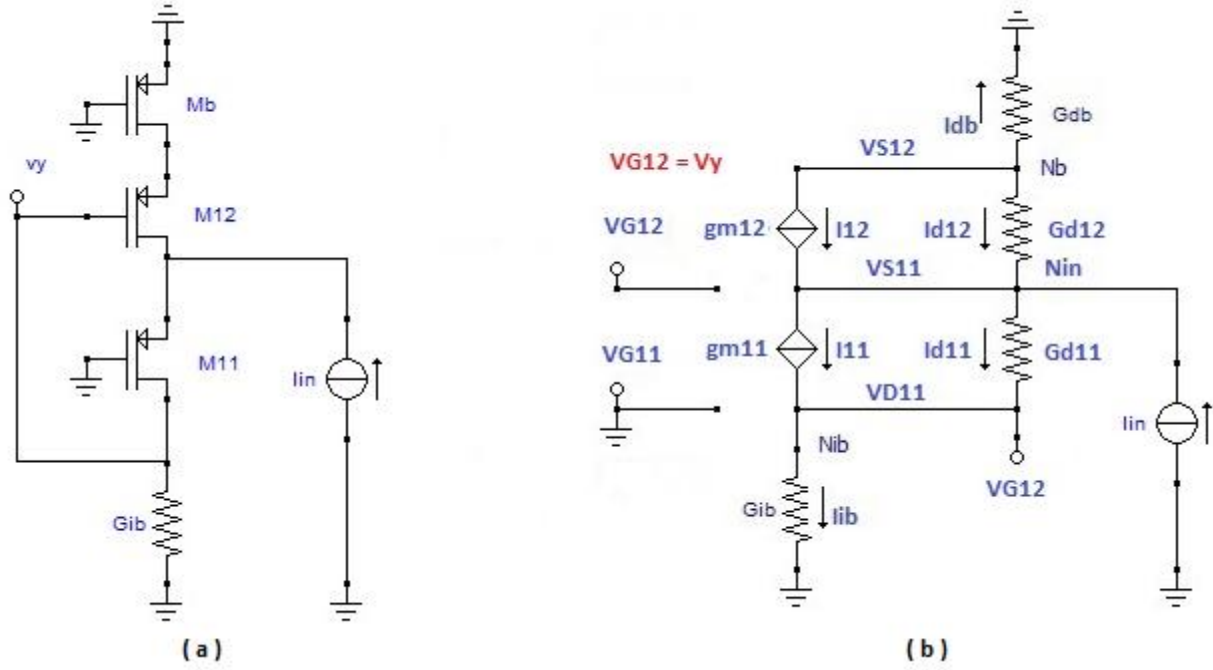 Mb
vy
M12
M11
Iin
Gib
( a )
Idb
Gdb
VS12
Nb
VG12 = Vy
VG12
gm12
I12
Id12
Gd12
VS11
Nin
VG11
gm11
I11
Id11
Gd11
VD11
Iin
Nib
VG12
Gib
Iib
( b )